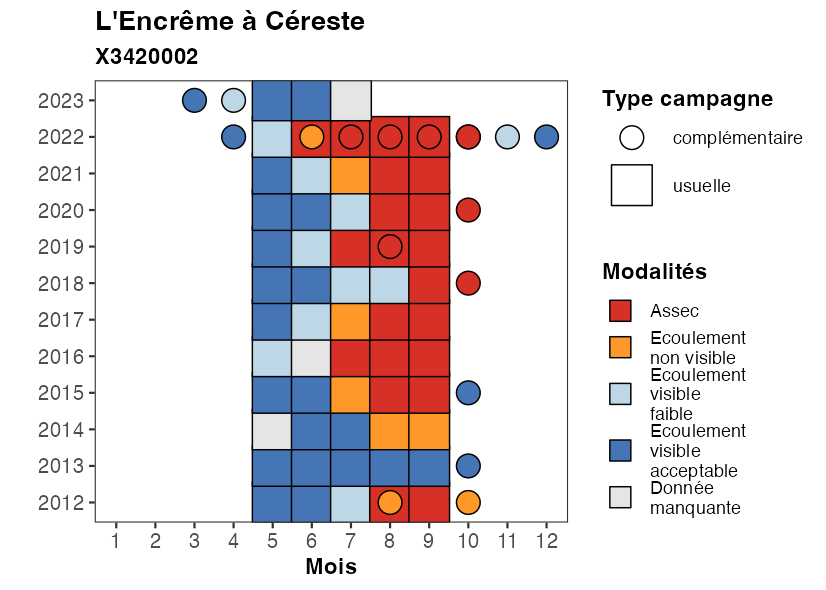 L'Encrême à Céreste
X3420002
2023
2022
2021
2020
2019
2018
2017
2016
2015
2014
2013
2012
1 2 3 4 5 6 7 8 9 10 11 12
Mois
Type campagne
complémentaire
usuelle
Modalités
Assec
Ecoulement
non visible
Ecoulement
visible
faible
Ecoulement
visible
acceptable
Donnée
manquante